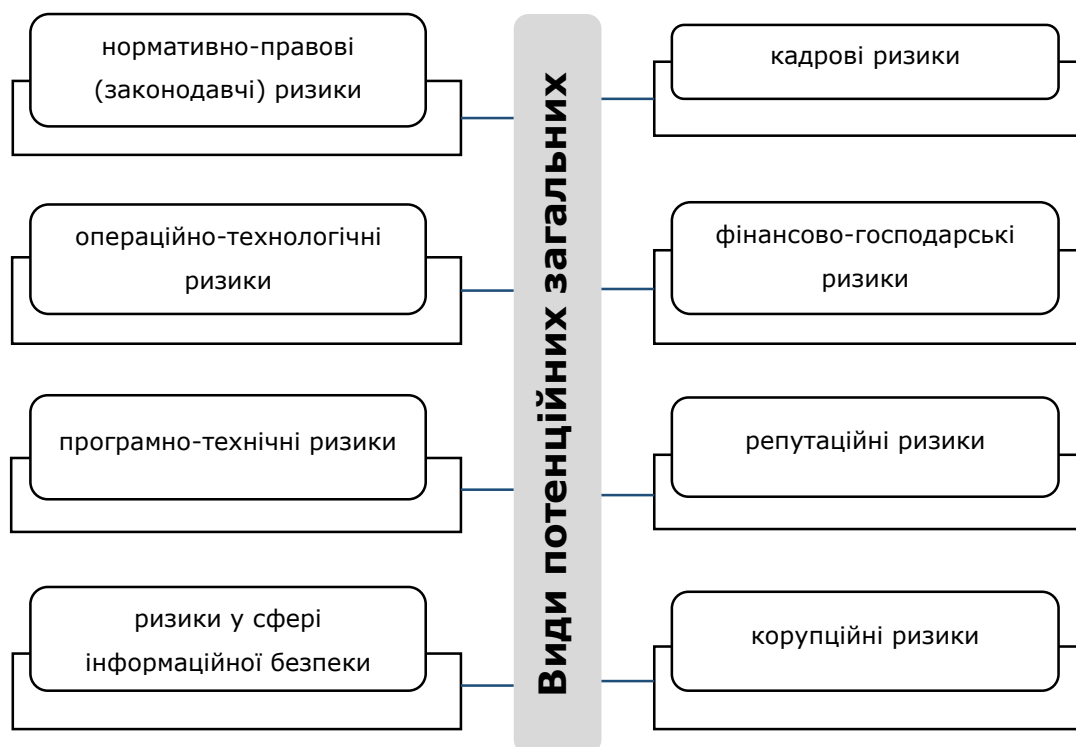 нормативно-правові
(законодавчі) ризики
операційно-технологічні
ризики
програмно-технічні ризики
ризики у сфері
інформаційної безпеки
Види потенційних загальних
кадрові ризики
фінансово-господарські
ризики
репутаційні ризики
корупційні ризики